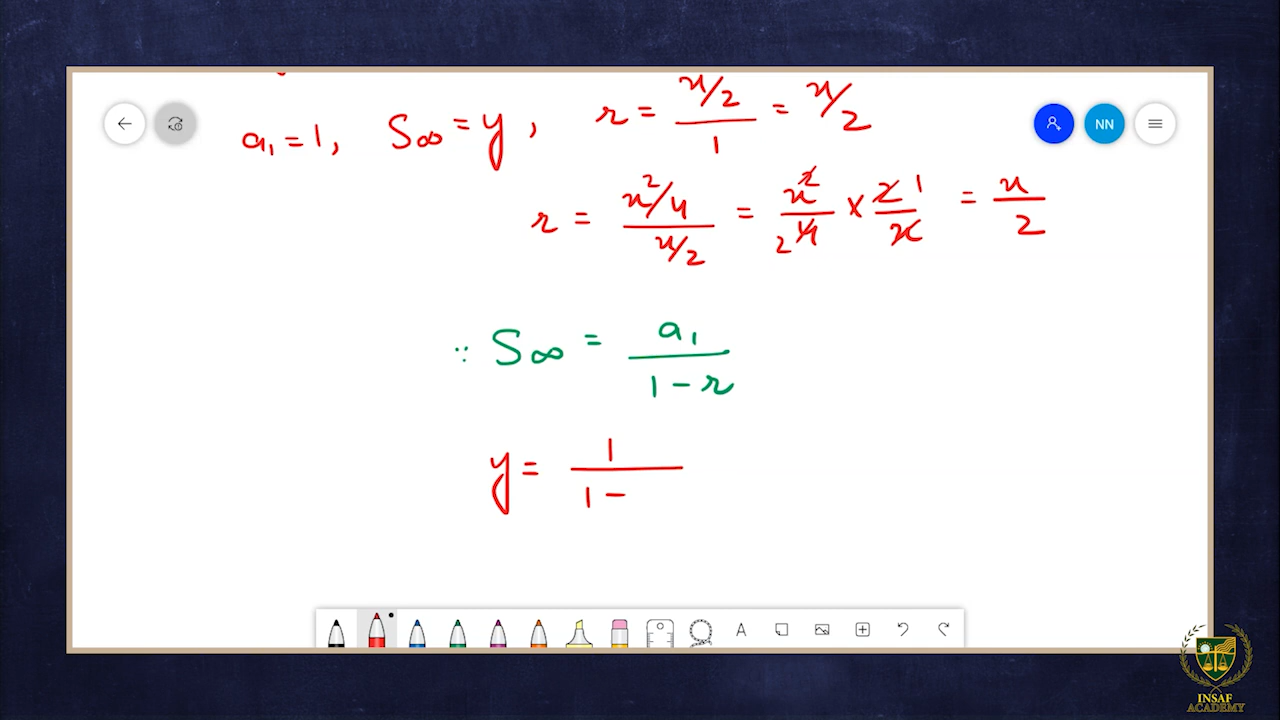 a₁ = 1, S∞ = y, r = x/2 / 1 = x/2
r = x²/4 / x/2 = x²/4 × 2/x = x/2
∵ S∞ = a₁ / 1 - r
y = 1 / 1 -
NN
A
INSAF
ACADEMY